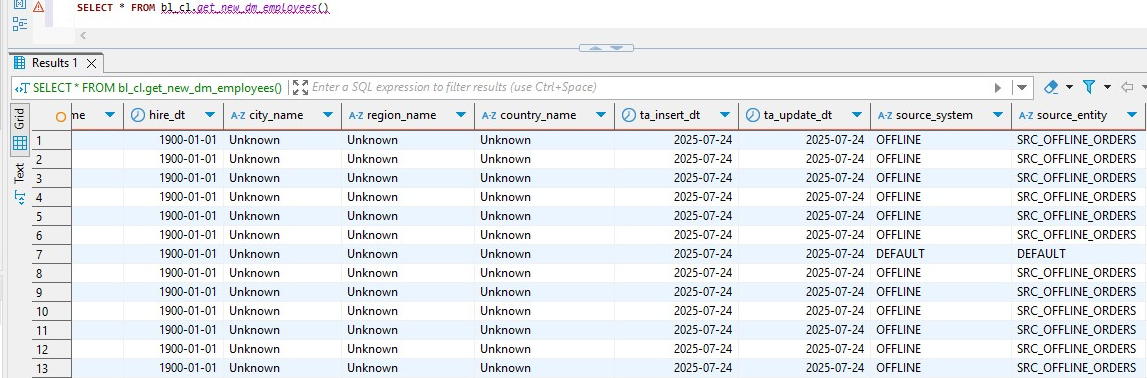 SELECT * FROM bl_cl.get_new_dm_employees()
Results 1
SELECT * FROM bl_cl.get_new_dm_employees() Enter a SQL expression to filter results (use Ctrl+Space)
Grid
Text
me hire_dt A-Z city_name A-Z region_name A-Z country_name ta_insert_dt ta_update_dt A-Z source_system A-Z source_entity
1 1900-01-01 Unknown Unknown Unknown 2025-07-24 2025-07-24 OFFLINE SRC_OFFLINE_ORDERS
2 1900-01-01 Unknown Unknown Unknown 2025-07-24 2025-07-24 OFFLINE SRC_OFFLINE_ORDERS
3 1900-01-01 Unknown Unknown Unknown 2025-07-24 2025-07-24 OFFLINE SRC_OFFLINE_ORDERS
4 1900-01-01 Unknown Unknown Unknown 2025-07-24 2025-07-24 OFFLINE SRC_OFFLINE_ORDERS
5 1900-01-01 Unknown Unknown Unknown 2025-07-24 2025-07-24 OFFLINE SRC_OFFLINE_ORDERS
6 1900-01-01 Unknown Unknown Unknown 2025-07-24 2025-07-24 OFFLINE SRC_OFFLINE_ORDERS
7 1900-01-01 Unknown Unknown Unknown 2025-07-24 2025-07-24 DEFAULT DEFAULT
8 1900-01-01 Unknown Unknown Unknown 2025-07-24 2025-07-24 OFFLINE SRC_OFFLINE_ORDERS
9 1900-01-01 Unknown Unknown Unknown 2025-07-24 2025-07-24 OFFLINE SRC_OFFLINE_ORDERS
10 1900-01-01 Unknown Unknown Unknown 2025-07-24 2025-07-24 OFFLINE SRC_OFFLINE_ORDERS
11 1900-01-01 Unknown Unknown Unknown 2025-07-24 2025-07-24 OFFLINE SRC_OFFLINE_ORDERS
12 1900-01-01 Unknown Unknown Unknown 2025-07-24 2025-07-24 OFFLINE SRC_OFFLINE_ORDERS
13 1900-01-01 Unknown Unknown Unknown 2025-07-24 2025-07-24 OFFLINE SRC_OFFLINE_ORDERS